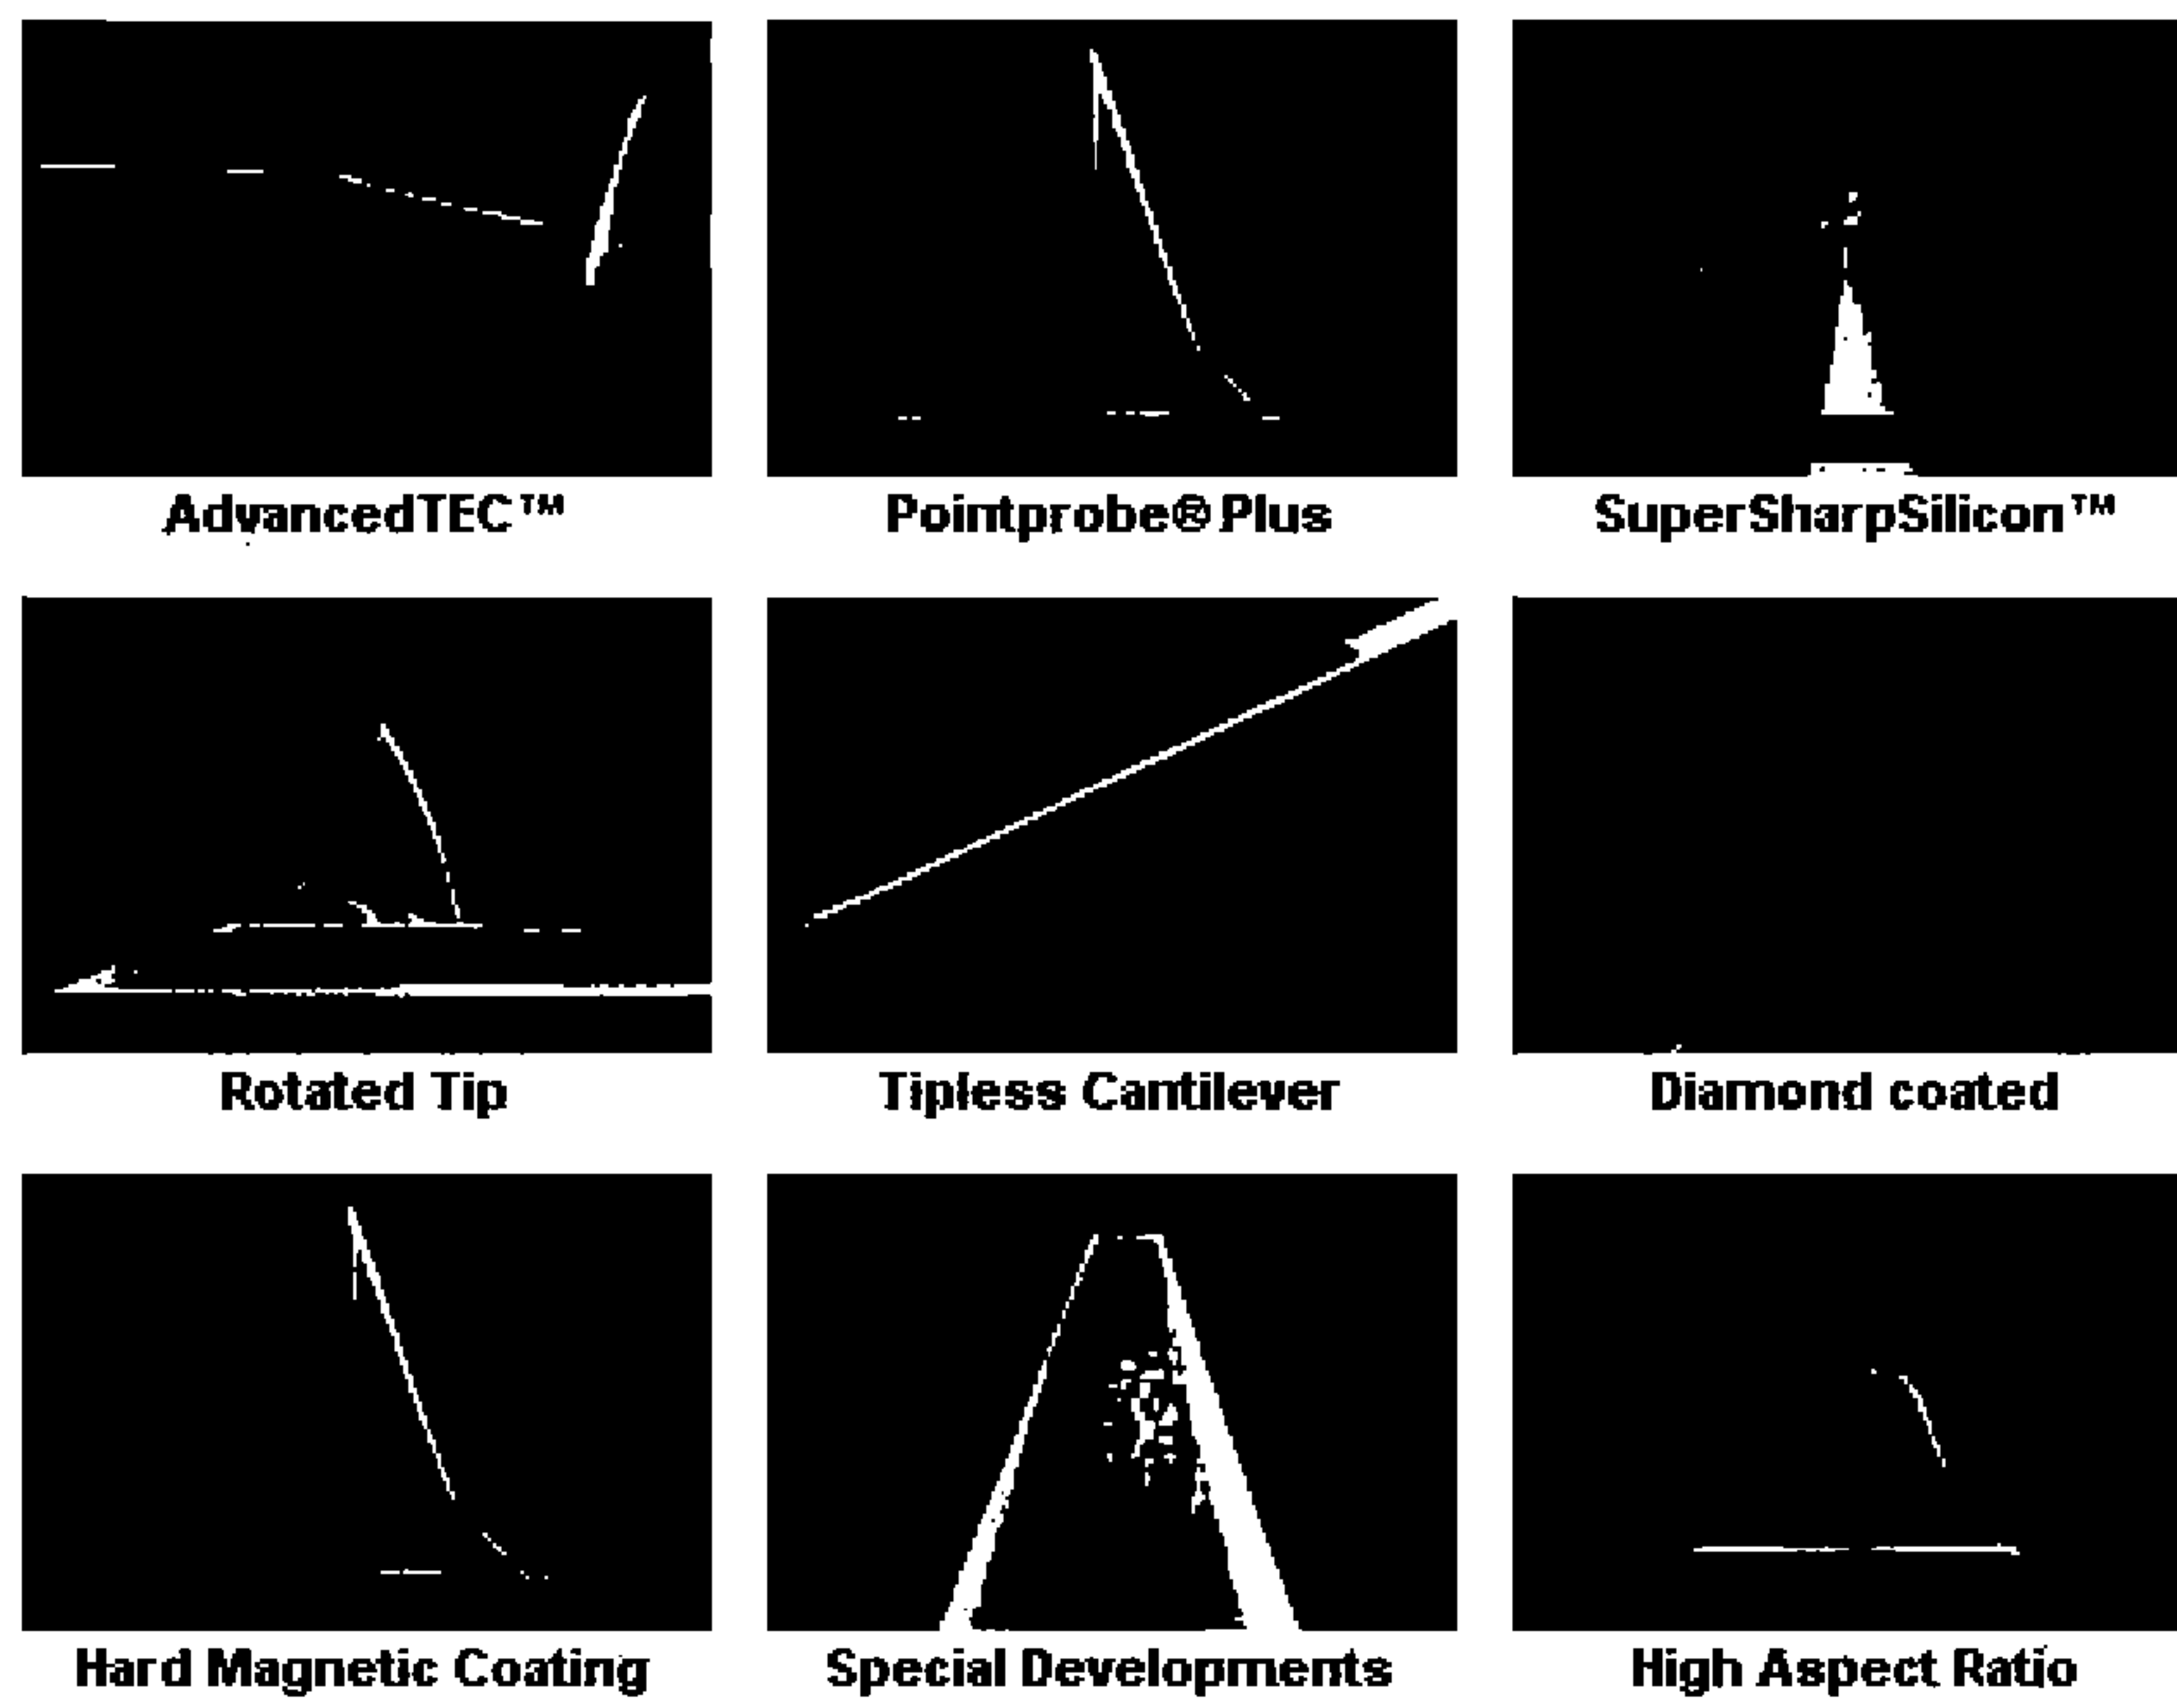 AdvancedTEC™ Pointprobe® Plus SuperSharpSilicon™
Rotated Tip Tipless Cantilever Diamond coated
Hard Magnetic Coating Special Developments High Aspect Ratio